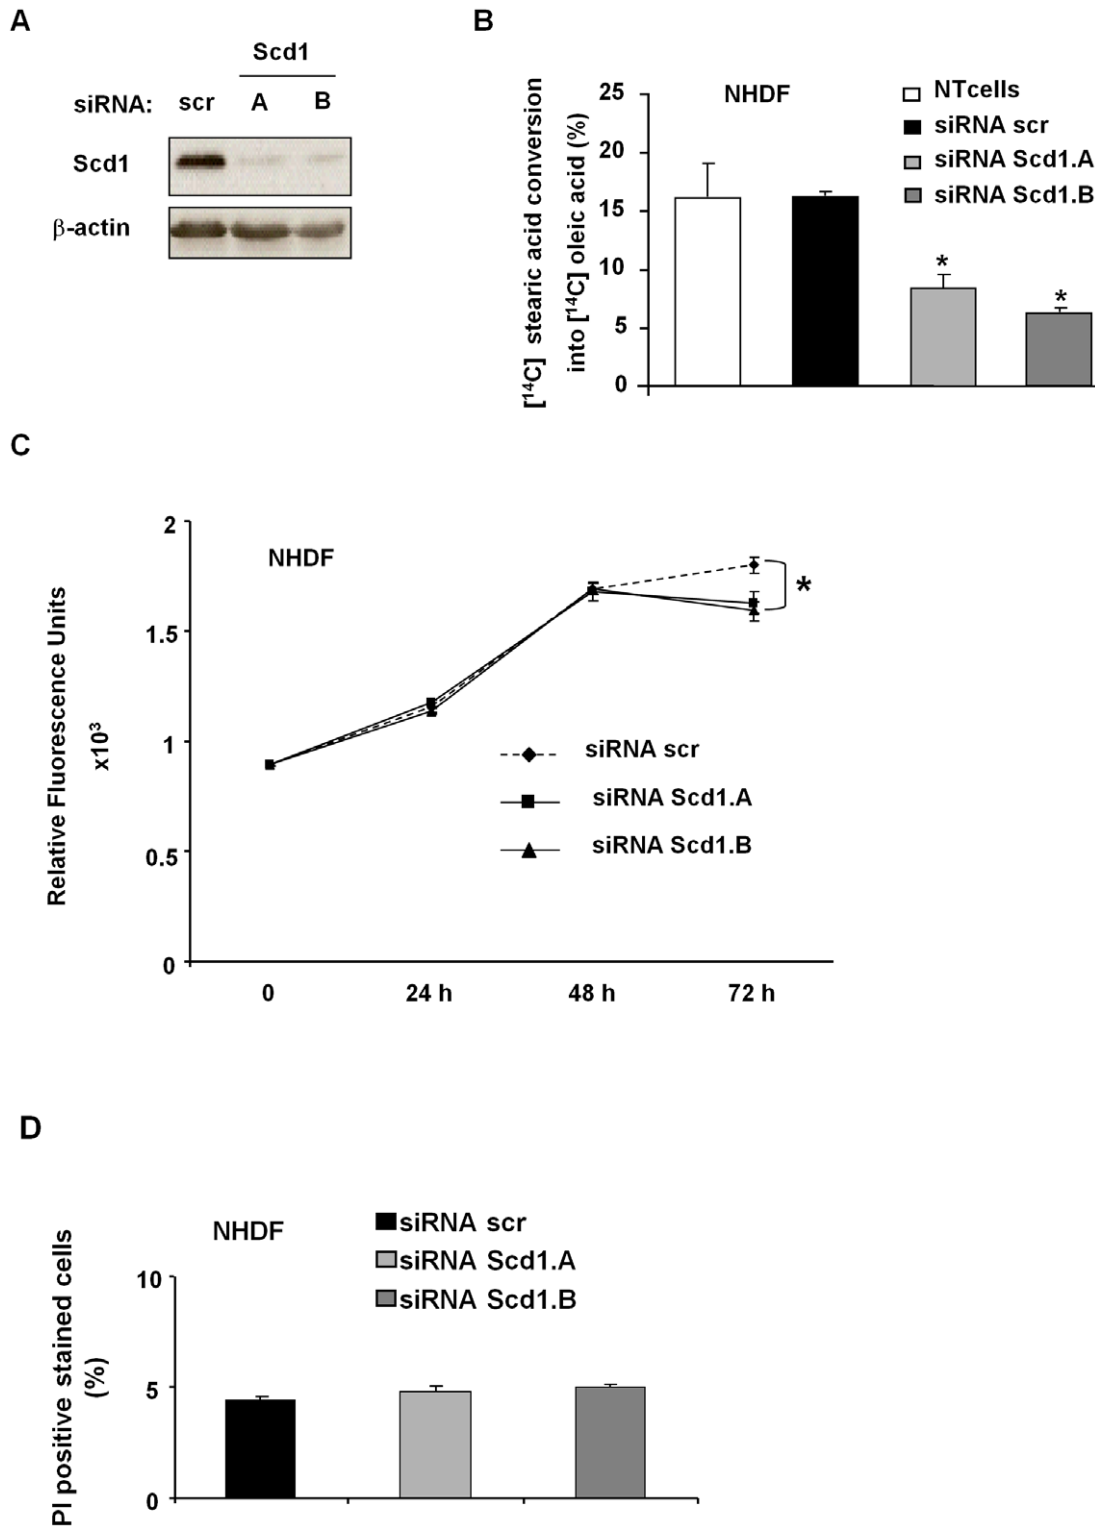 A
Scd1
siRNA: scr A B
Scd1
β-actin
B
[¹⁴C] stearic acid conversion
into [¹⁴C] oleic acid (%)
25
20
15
10
5
0
NHDF
NTcells
siRNA scr
siRNA Scd1.A
siRNA Scd1.B
*
*
C
Relative Fluorescence Units
x10³
2
1.5
1
0.5
0
NHDF
*
siRNA scr
siRNA Scd1.A
siRNA Scd1.B
0 24 h 48 h 72 h
D
PI positive stained cells
(%)
10
5
0
NHDF
siRNA scr
siRNA Scd1.A
siRNA Scd1.B